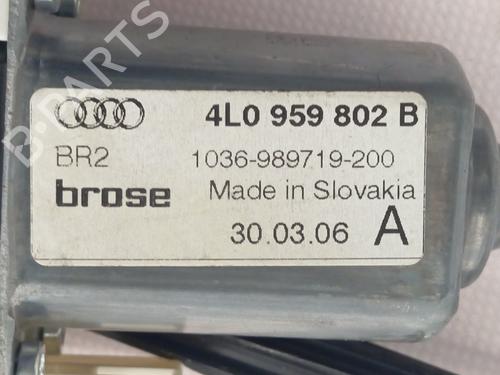 4L0 959 802 B
BR2 1036-989719-200
brose Made in Slovakia
30.03.06 A
B-PARTS